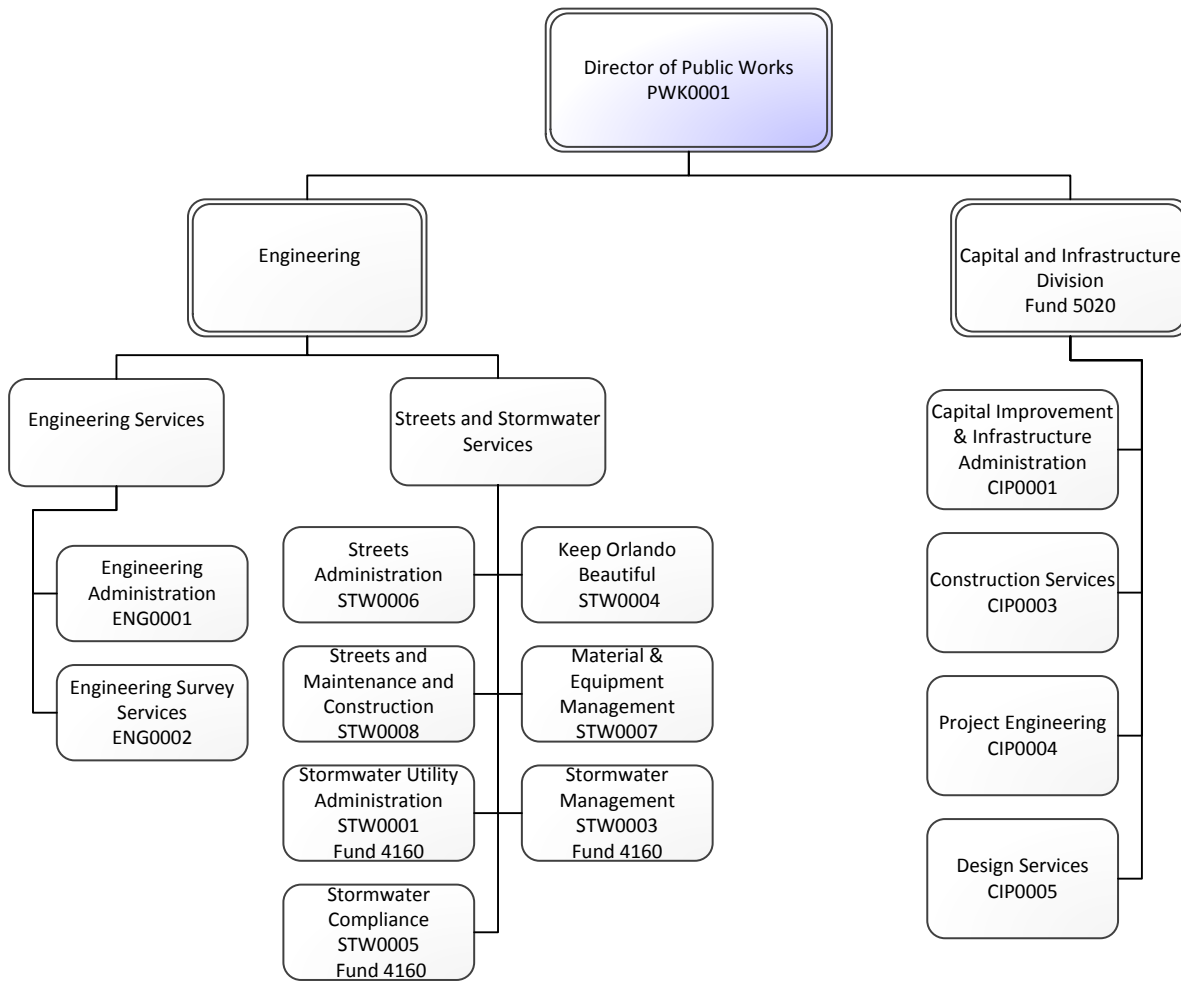 Director of Public Works
PWK0001
Engineering
Capital and Infrastructure
Division
Fund 5020
Engineering Services
Streets and Stormwater
Services
Engineering
Administration
ENG0001
Engineering Survey
Services
ENG0002
Streets
Administration
STW0006
Keep Orlando
Beautiful
STW0004
Streets and
Maintenance and
Construction
STW0008
Material &
Equipment
Management
STW0007
Stormwater Utility
Administration
STW0001
Fund 4160
Stormwater
Management
STW0003
Fund 4160
Stormwater
Compliance
STW0005
Fund 4160
Capital Improvement
& Infrastructure
Administration
CIP0001
Construction Services
CIP0003
Project Engineering
CIP0004
Design Services
CIP0005